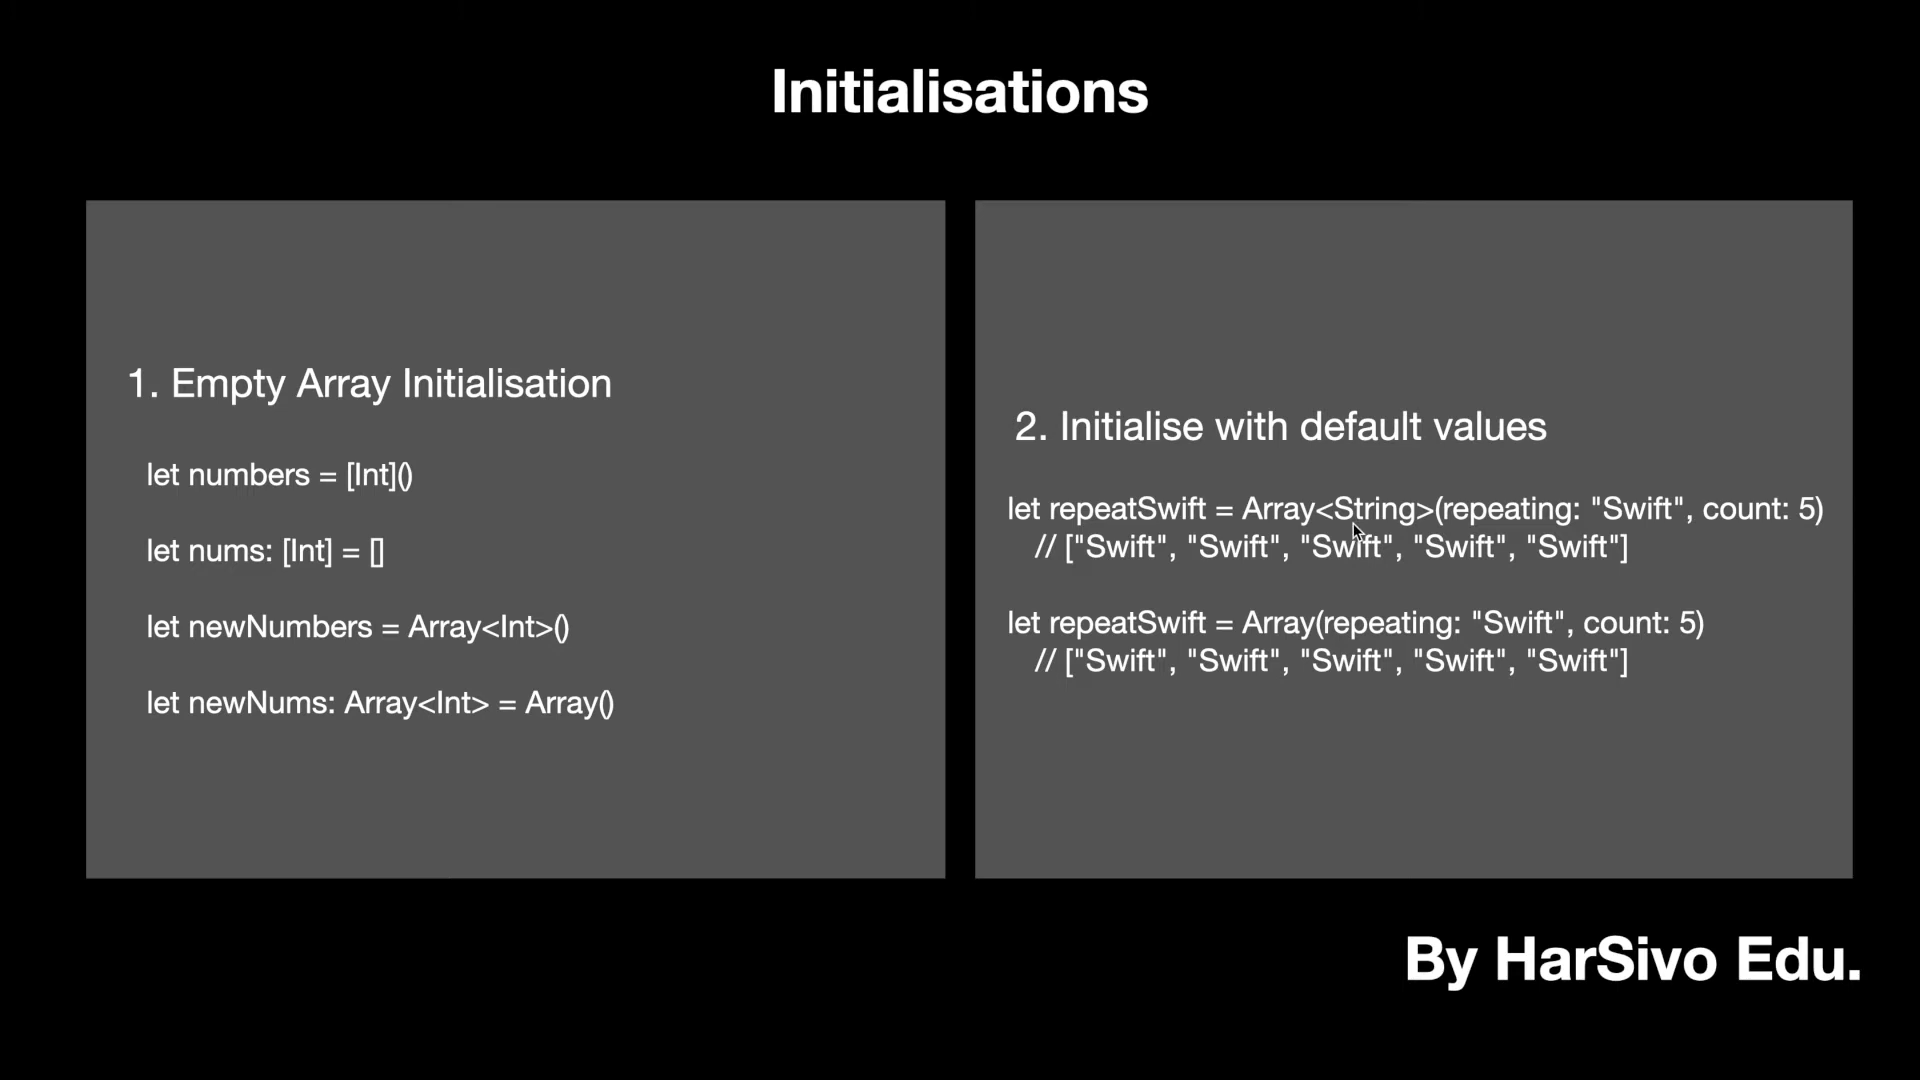 Initialisations
1. Empty Array Initialisation
let numbers = [Int]()
let nums: [Int] = []
let newNumbers = Array<Int>()
let newNums: Array<Int> = Array()
2. Initialise with default values
let repeatSwift = Array<String>(repeating: "Swift", count: 5)
// ["Swift", "Swift", "Swift", "Swift", "Swift"]
let repeatSwift = Array(repeating: "Swift", count: 5)
// ["Swift", "Swift", "Swift", "Swift", "Swift"]
By HarSivo Edu.